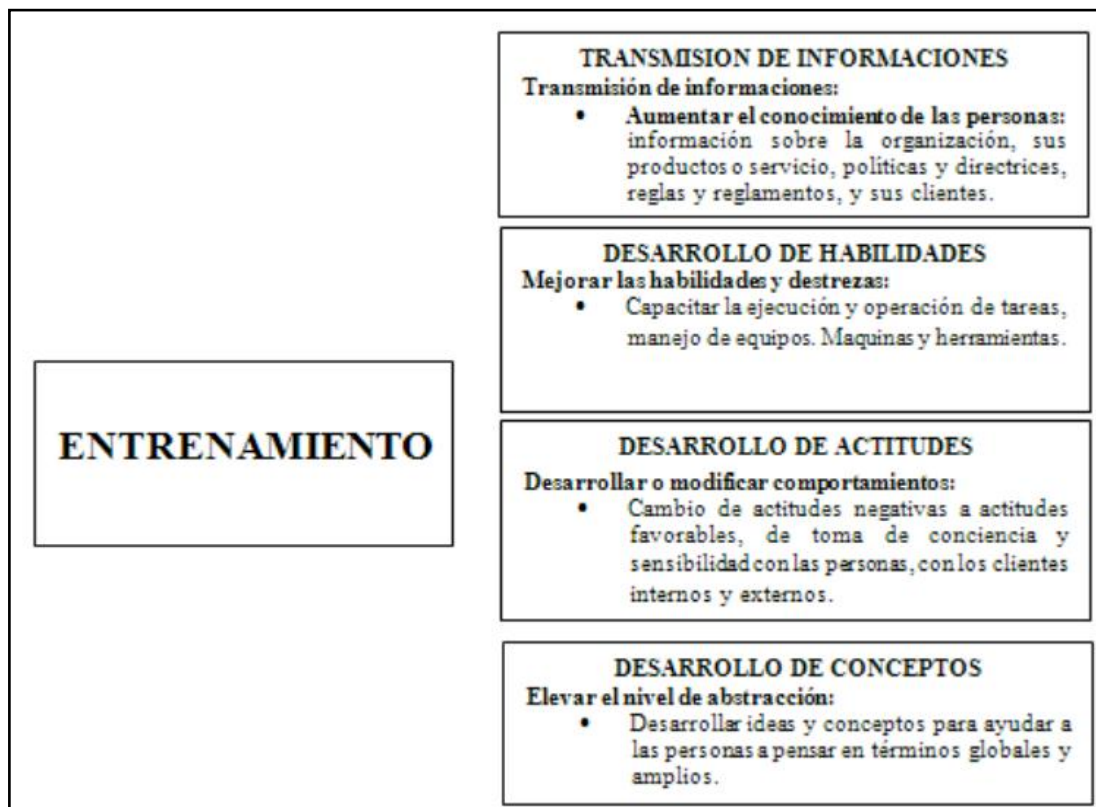 ENTRENAMIENTO
TRANSMISION DE INFORMACIONES
Transmisión de informaciones:
• Aumentar el conocimiento de las personas:
información sobre la organización, sus
productos o servicio, políticas y directrices,
reglas y reglamentos, y sus clientes.
DESARROLLO DE HABILIDADES
Mejorar las habilidades y destrezas:
• Capacitar la ejecución y operación de tareas,
manejo de equipos. Maquinas y herramientas.
DESARROLLO DE ACTITUDES
Desarrollar o modificar comportamientos:
• Cambio de actitudes negativas a actitudes
favorables, de toma de conciencia y
sensibilidad con las personas, con los clientes
internos y externos.
DESARROLLO DE CONCEPTOS
Elevar el nivel de abstracción:
• Desarrollar ideas y conceptos para ayudar a
las personas a pensar en términos globales y
amplios.